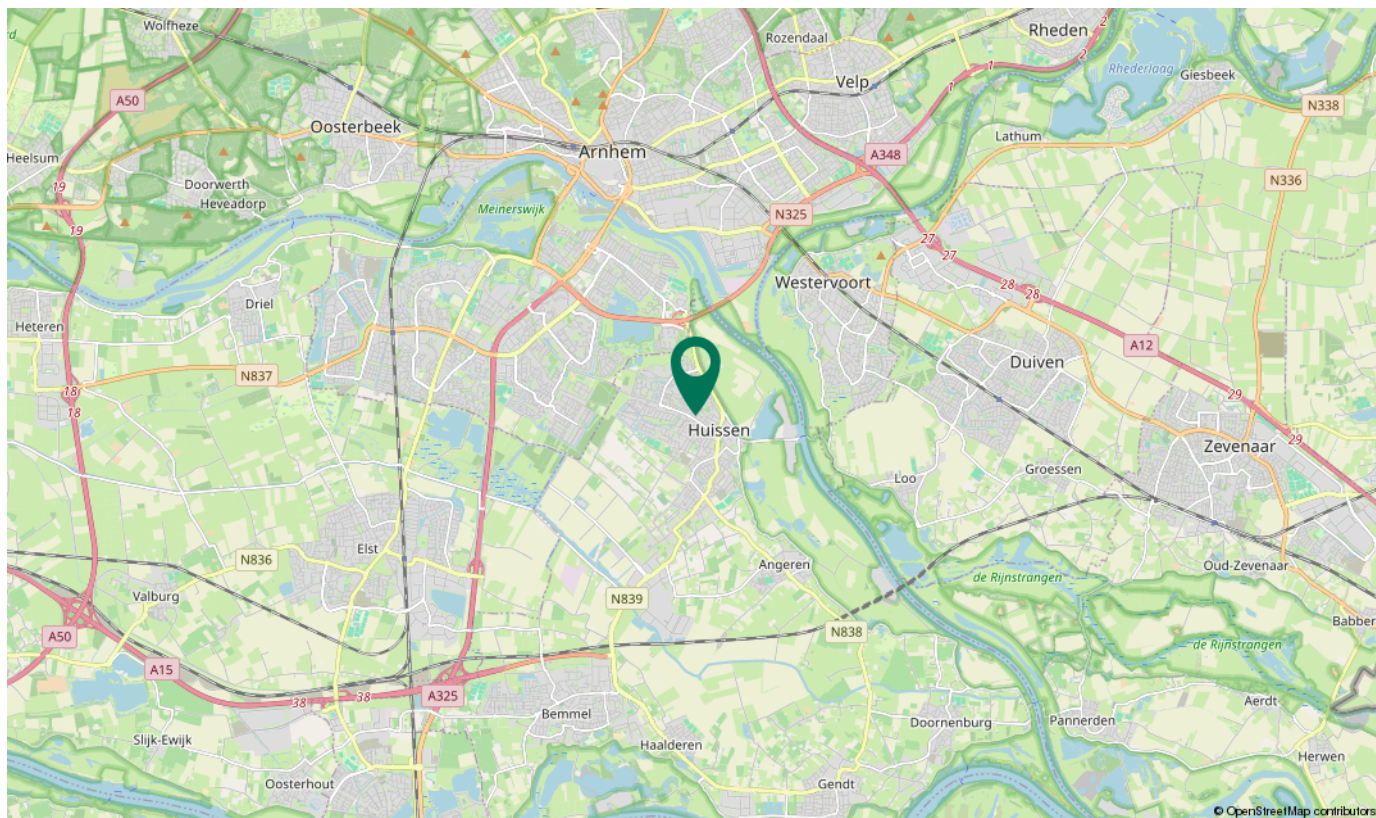 Wolfheze
rd
Rozendaal
Rheden
2
2
Rhederlaag
Giesbeek
1
1
Velp
A50
N338
Oosterbeek
Lathum
Heelsum
Arnhem
A348
N336
19
Doorwerth
Heveadorp
Meinerswijk
N325
19
27
27
Westervoort
28
28
Driel
Heteren
A12
Duiven
N837
18
18
29
29
Huissen
Zevenaar
Groessen
Loo
Elst
N836
Angeren
Oud-Zevenaar
de Rijnstrangen
Valburg
N839
Babber
A50
N838
de Rijnstrangen
A15
38
38
A325
Aerdt
Bemmel
Doornenburg
Pannerden
Slijk-Ewijk
Haalderen
Herwen
Oosterhout
Gendt
© OpenStreetMap contributors